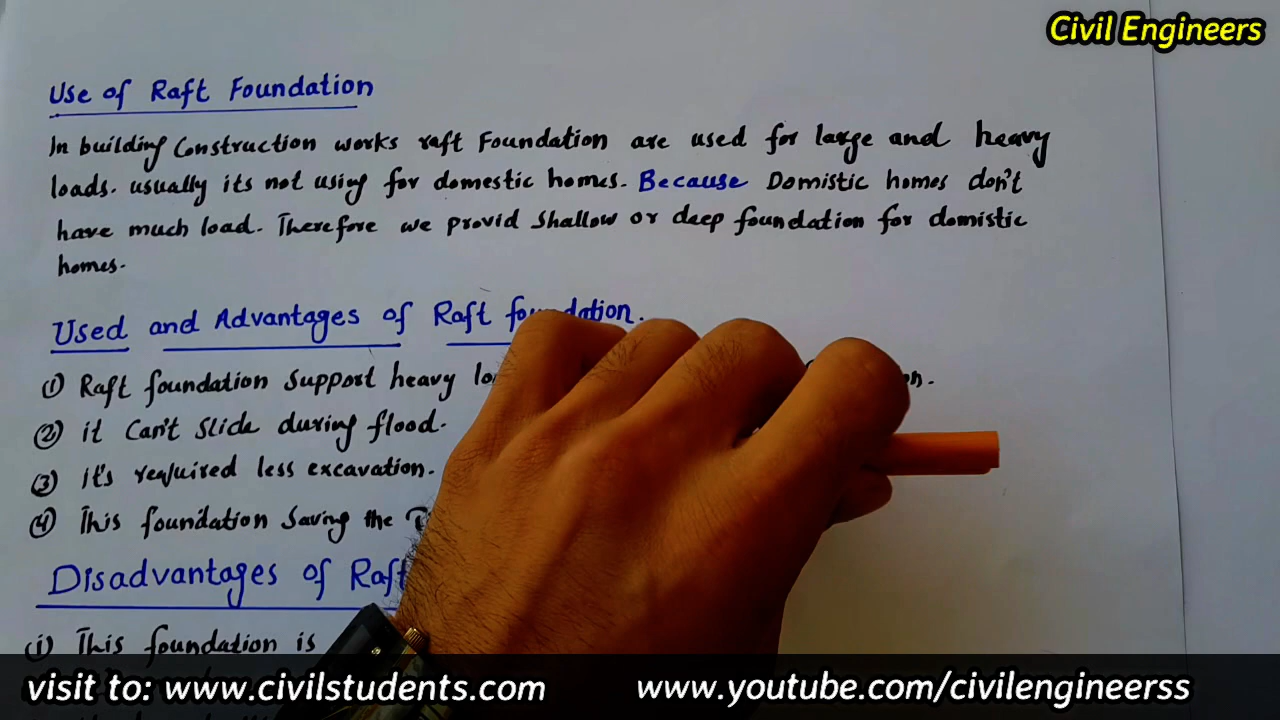 Civil Engineers
Use of Raft Foundation
In building Construction works raft Foundation are used for large and heavy
loads. usually its not using for domestic homes. Because Domistic homes don't
have much load. Therefore we provid Shallow or deep foundation for domistic
homes.
Used and Advantages of Raft foundation.
① Raft foundation Support heavy
② it Can't Slide during flood.
③ it's required less excavation.
④ This foundation Saving the
Disadvantages of Raft
(i) This foundation is
visit to: www.civilstudents.com www.youtube.com/civilengineerss